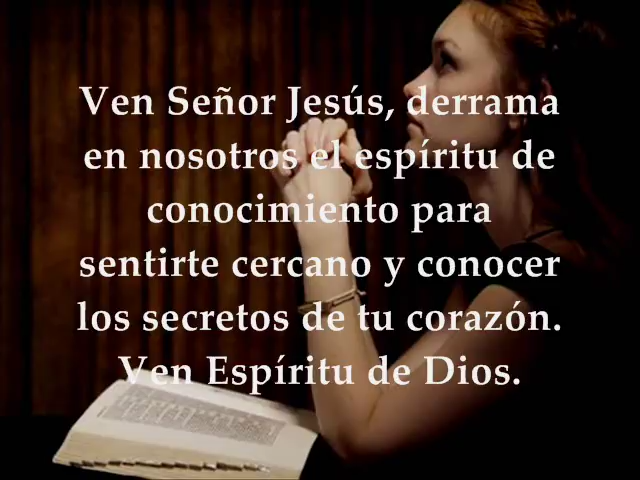 Ven Señor Jesús, derrama
en nosotros el espíritu de
conocimiento para
sentirte cercano y conocer
los secretos de tu corazón.
Ven Espíritu de Dios.